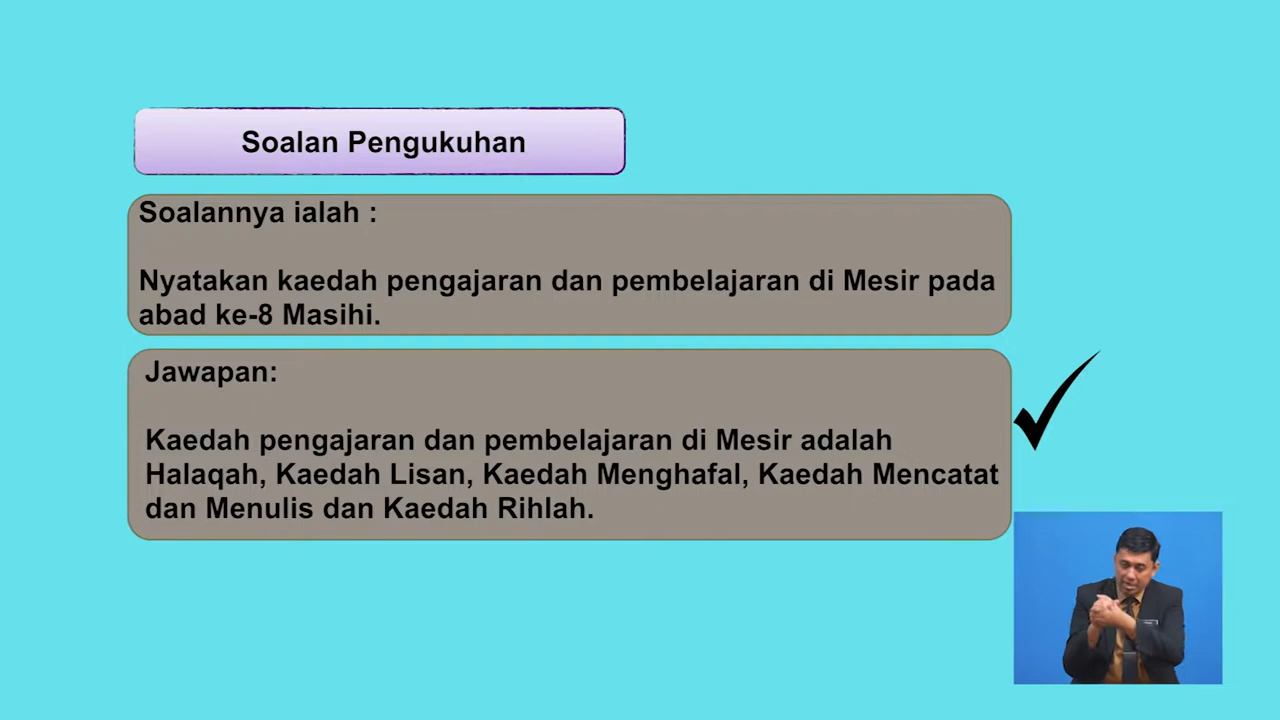 Soalan Pengukuhan
Soalannya ialah :
Nyatakan kaedah pengajaran dan pembelajaran di Mesir pada
abad ke-8 Masihi.
Jawapan:
Kaedah pengajaran dan pembelajaran di Mesir adalah
Halaqah, Kaedah Lisan, Kaedah Menghafal, Kaedah Mencatat
dan Menulis dan Kaedah Rihlah.